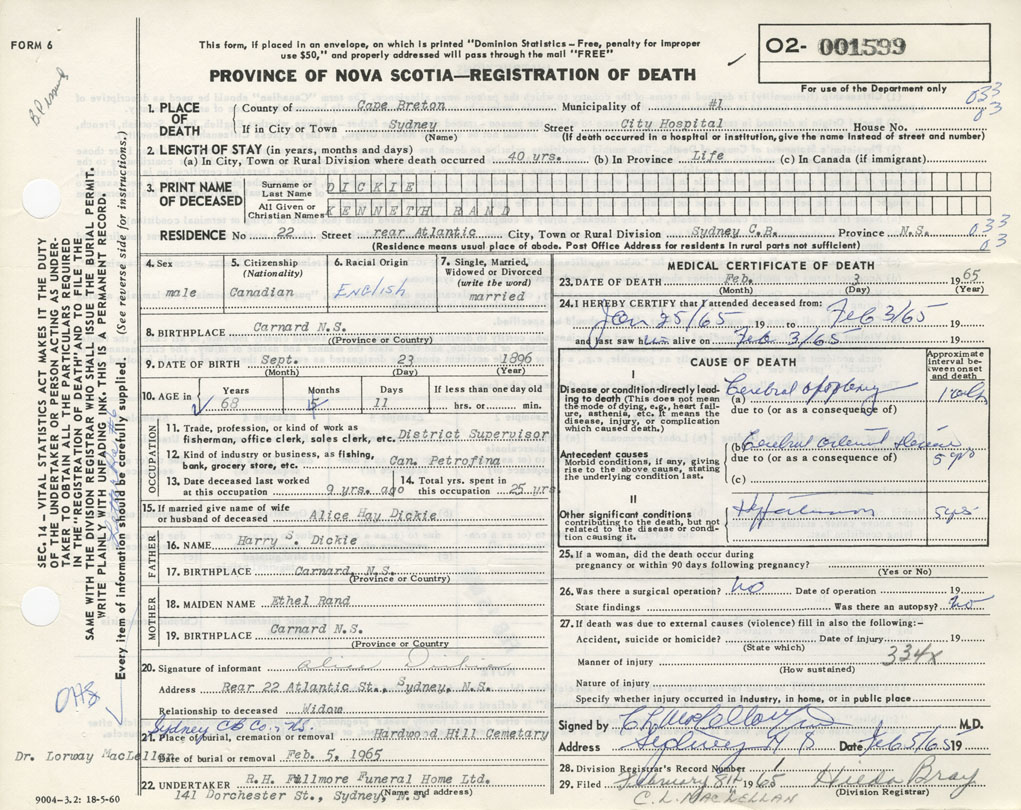 FORM 6
This form, if placed in an envelope, on which is printed "Dominion Statistics – Free, penalty for improper
use $50," and properly addressed will pass through the mail "FREE"
PROVINCE OF NOVA SCOTIA—REGISTRATION OF DEATH
02- 001599
For use of the Department only
033
03
1. PLACE OF DEATH
County of Cape Breton Municipality of #1
If in City or Town Sydney (Name) Street City Hospital House No.
(If death occurred in a hospital or institution, give the name instead of street and number)
2. LENGTH OF STAY (in years, months and days)
(a) In City, Town or Rural Division where death occurred 40 yrs. (b) In Province Life (c) In Canada (if immigrant)
3. PRINT NAME OF DECEASED
Surname or Last Name DICKIE
All Given or Christian Names KENNETH RAND
RESIDENCE No 22 Street rear Atlantic City, Town or Rural Division Sydney C.B. Province N.S.
033
03
(Residence means usual place of abode. Post Office Address for residents in rural parts not sufficient)
4. Sex male
5. Citizenship (Nationality) Canadian
6. Racial Origin English
7. Single, Married, Widowed or Divorced (write the word) married
8. BIRTHPLACE Carnard N.S.
((Province or Country)
9. DATE OF BIRTH Sept. 23 1896
(Month) (Day) (Year)
10. AGE in Years 68 Months Days 11 If less than one day old hrs. or min.
OCCUPATION
11. Trade, profession, or kind of work as
fisherman, office clerk, sales clerk, etc. District Supervisor
12. Kind of industry or business, as fishing,
bank, grocery store, etc. Can. Petrofina
13. Date deceased last worked
at this occupation 9 yrs. ago
14. Total yrs. spent in
this occupation 25 yrs.
15. If married give name of wife
or husband of deceased Alice Hay Dickie
FATHER
16. NAME Harry S. Dickie
17. BIRTHPLACE Carnard, N.S.
(Province or Country)
MOTHER
18. MAIDEN NAME Ethel Rand
19. BIRTHPLACE Carnard N.S.
(Province or Country)
20. Signature of informant
Address Rear 22 Atlantic St., Sydney, N.S.
Relationship to deceased Widow
Sydney CB Co., N.S.
21. Place of burial, cremation or removal Hardwood Hill Cemetary
Date of burial or removal Feb. 5, 1965
22. UNDERTAKER R.H. Fillmore Funeral Home Ltd.
(Name and address)
141 Dorchester St., Sydney, N.S
MEDICAL CERTIFICATE OF DEATH
23. DATE OF DEATH Feb. 3 1965
(Month) (Day) (Year)
24. I HEREBY CERTIFY that I attended deceased from:
Jan 25/65 19 to Feb 3/65 19
and last saw him alive on Feb 3/65 19
CAUSE OF DEATH
Approximate interval between onset and death
I
Disease or condition directly leading to death (This does not mean the mode of dying, e.g., heart failure, asthenia, etc. It means the disease, injury or complication which caused death.)
(a) Cerebral apoplexy
due to (or as a consequence of)
Antecedent causes
Morbid conditions, if any, giving rise to the above cause, stating the underlying condition last.
(b) Cerebral
due to (or as a consequence of)
(c)
II
Other significant conditions
contributing to the death, but not related to the disease or condition causing it.
Hypertension
25. If a woman, did the death occur during
pregnancy or within 90 days following pregnancy?
(Yes or No)
26. Was there a surgical operation? No Date of operation 19
State findings Was there an autopsy? No
27. If death was due to external causes (violence) fill in also the following:–
Accident, suicide or homicide? Date of injury 19
(State which)
334x
Manner of injury
(How sustained)
Nature of injury
Specify whether injury occurred in industry, in home, or in public place
Signed by M.D.
Address Sydney N S Date Feb 5/65 19
28. Division Registrar's Record Number 1
29. Filed February 8th 1965 Hilda Bray
(Division Registrar)
C. L. MACLELLAN
SEC. 14 – VITAL STATISTICS ACT MAKES IT THE DUTY
OF THE UNDERTAKER OR PERSON ACTING AS UNDER-
TAKER TO OBTAIN ALL THE PARTICULARS REQUIRED
IN THE "REGISTRATION OF DEATH" AND TO FILE THE
SAME WITH THE DIVISION REGISTRAR WHO SHALL ISSUE THE BURIAL PERMIT.
WRITE PLAINLY WITH UNFADING INK. THIS IS A PERMANENT RECORD.
Every item of information should be carefully supplied. (See reverse side for instructions.)
OHS
Dr. Lorway MacLellan
9004–3.2: 18-5-60